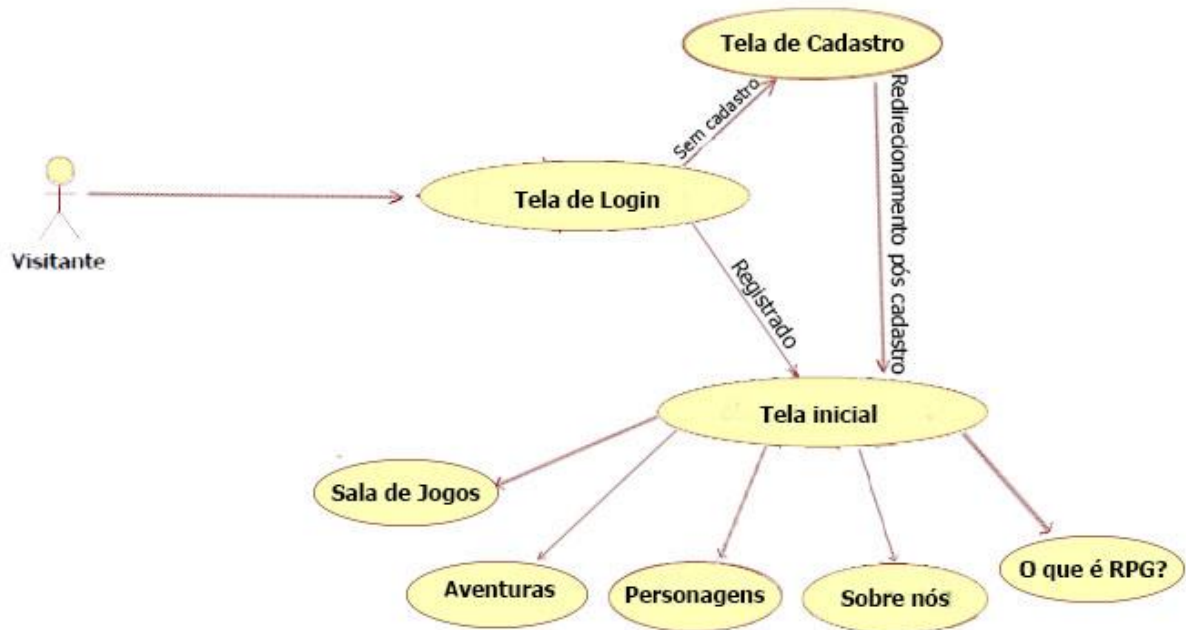 Tela de Cadastro
Sem cadastro
Redirecionamento pós cadastro
Tela de Login
Visitante
Registrado
Tela inicial
Sala de Jogos
Aventuras
Personagens
Sobre nós
O que é RPG?